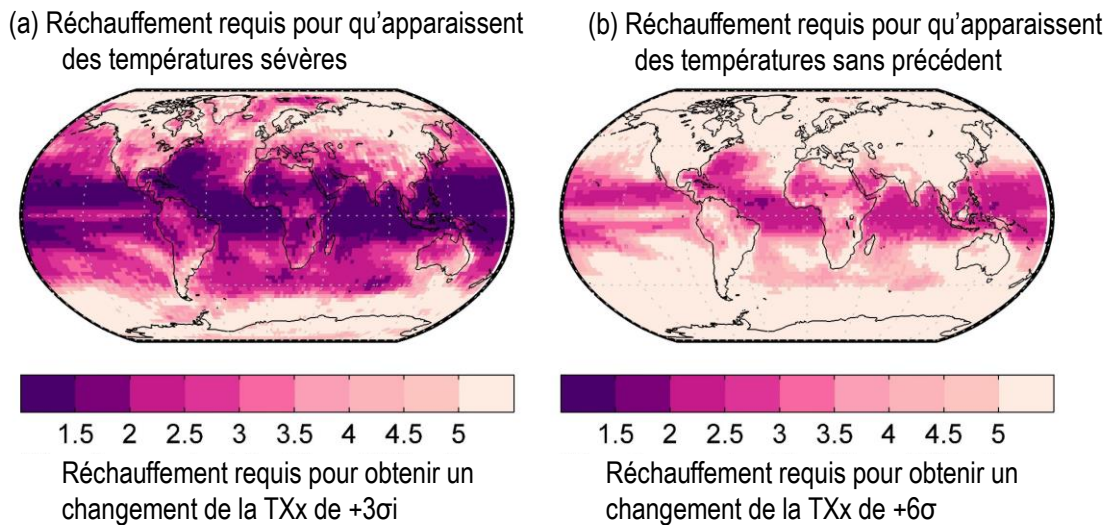 (a) Réchauffement requis pour qu'apparaissent
des températures sévères
(b) Réchauffement requis pour qu'apparaissent
des températures sans précédent
1.5 2 2.5 3 3.5 4 4.5 5
Réchauffement requis pour obtenir un
changement de la TXx de +3σi
1.5 2 2.5 3 3.5 4 4.5 5
Réchauffement requis pour obtenir un
changement de la TXx de +6σ